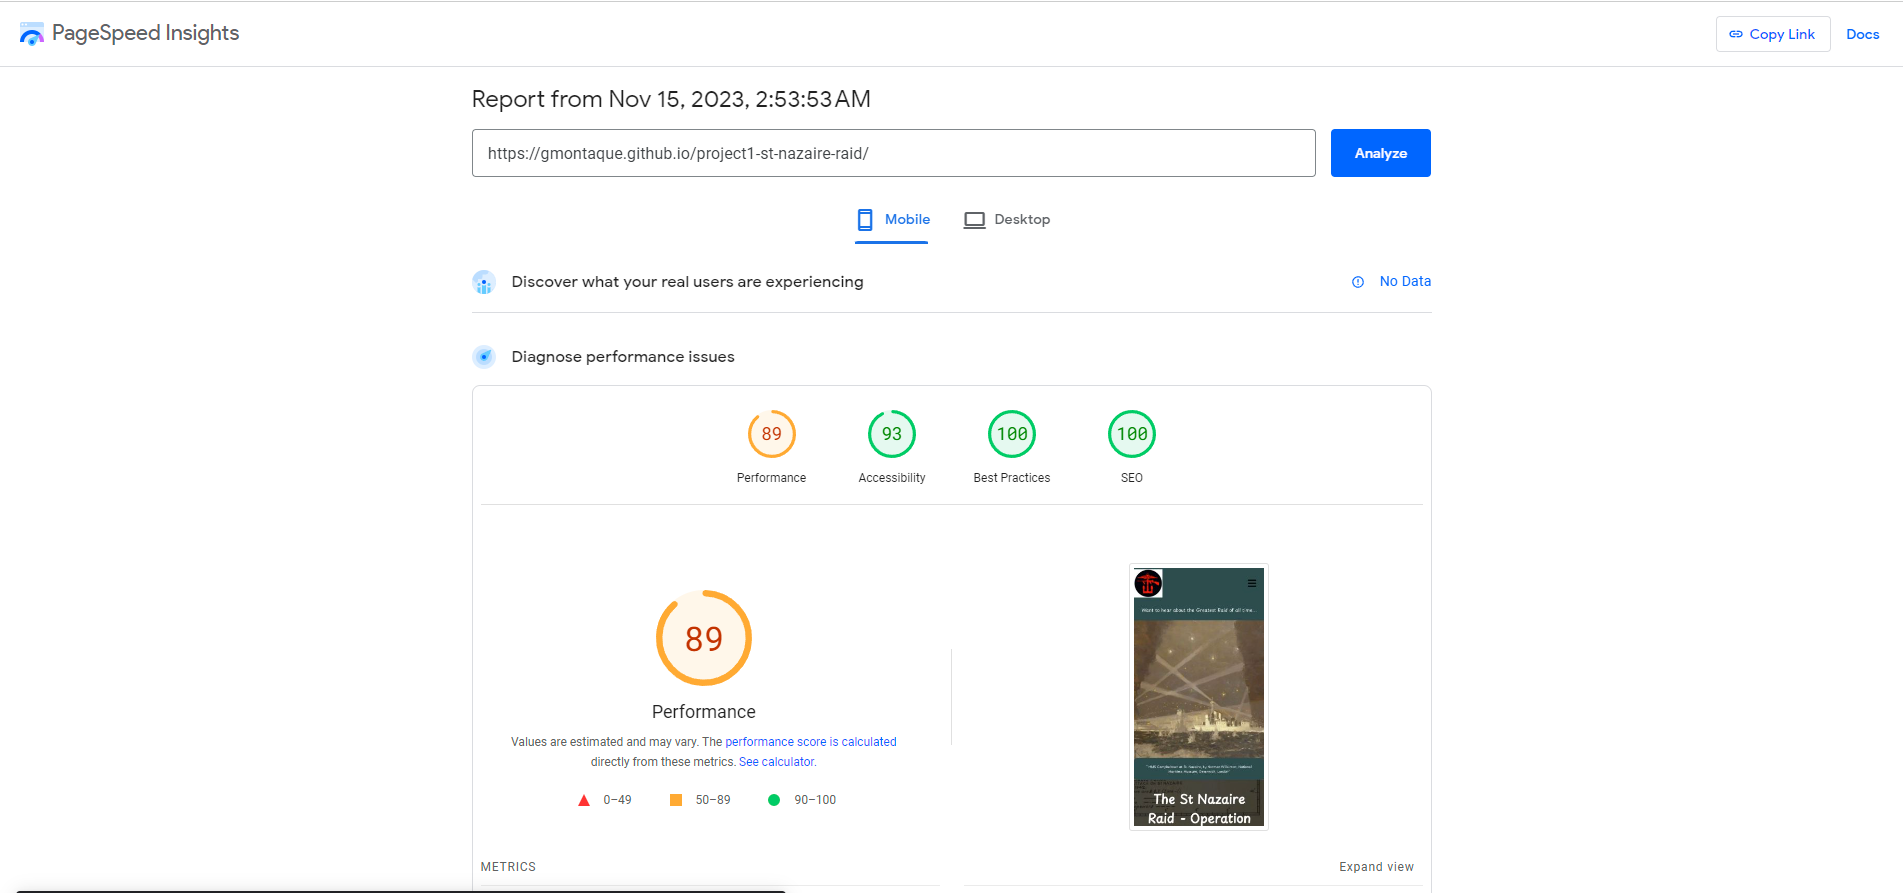 PageSpeed Insights
Copy Link
Docs
Report from Nov 15, 2023, 2:53:53 AM
https://gmontaque.github.io/project1-st-nazaire-raid/
Analyze
Mobile
Desktop
Discover what your real users are experiencing
No Data
Diagnose performance issues
89
93
100
100
Performance
Accessibility
Best Practices
SEO
89
Performance
Values are estimated and may vary. The performance score is calculated
directly from these metrics. See calculator.
0–49
50–89
90–100
Want to hear about the Greatest Raid of all time...
The St Nazaire
Raid - Operation
METRICS
Expand view